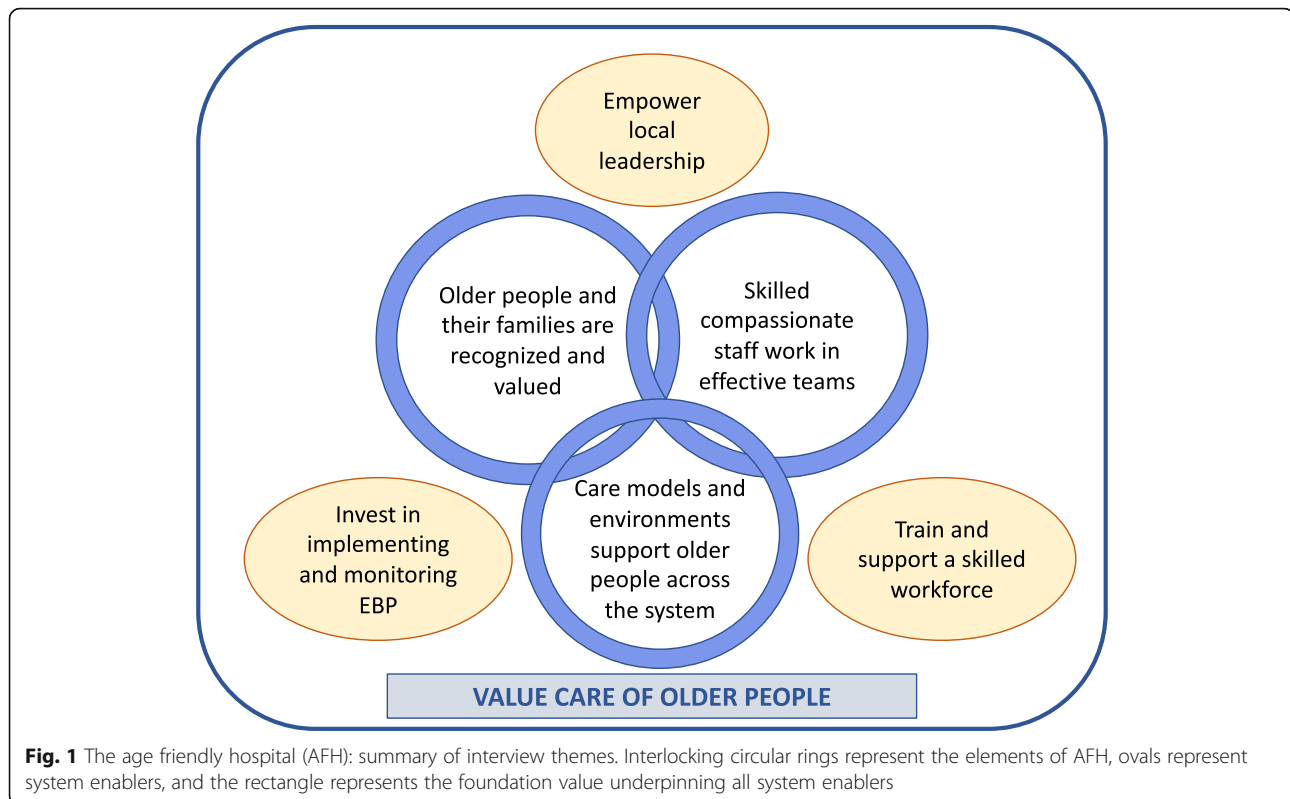 Empower
local
leadership
Older people and
their families are
recognized and
valued
Skilled
compassionate
staff work in
effective teams
Care models and
environments
support older
people across
the system
Invest in
implementing
and monitoring
EBP
Train and
support a skilled
workforce
VALUE CARE OF OLDER PEOPLE
Fig. 1 The age friendly hospital (AFH): summary of interview themes. Interlocking circular rings represent the elements of AFH, ovals represent
system enablers, and the rectangle represents the foundation value underpinning all system enablers